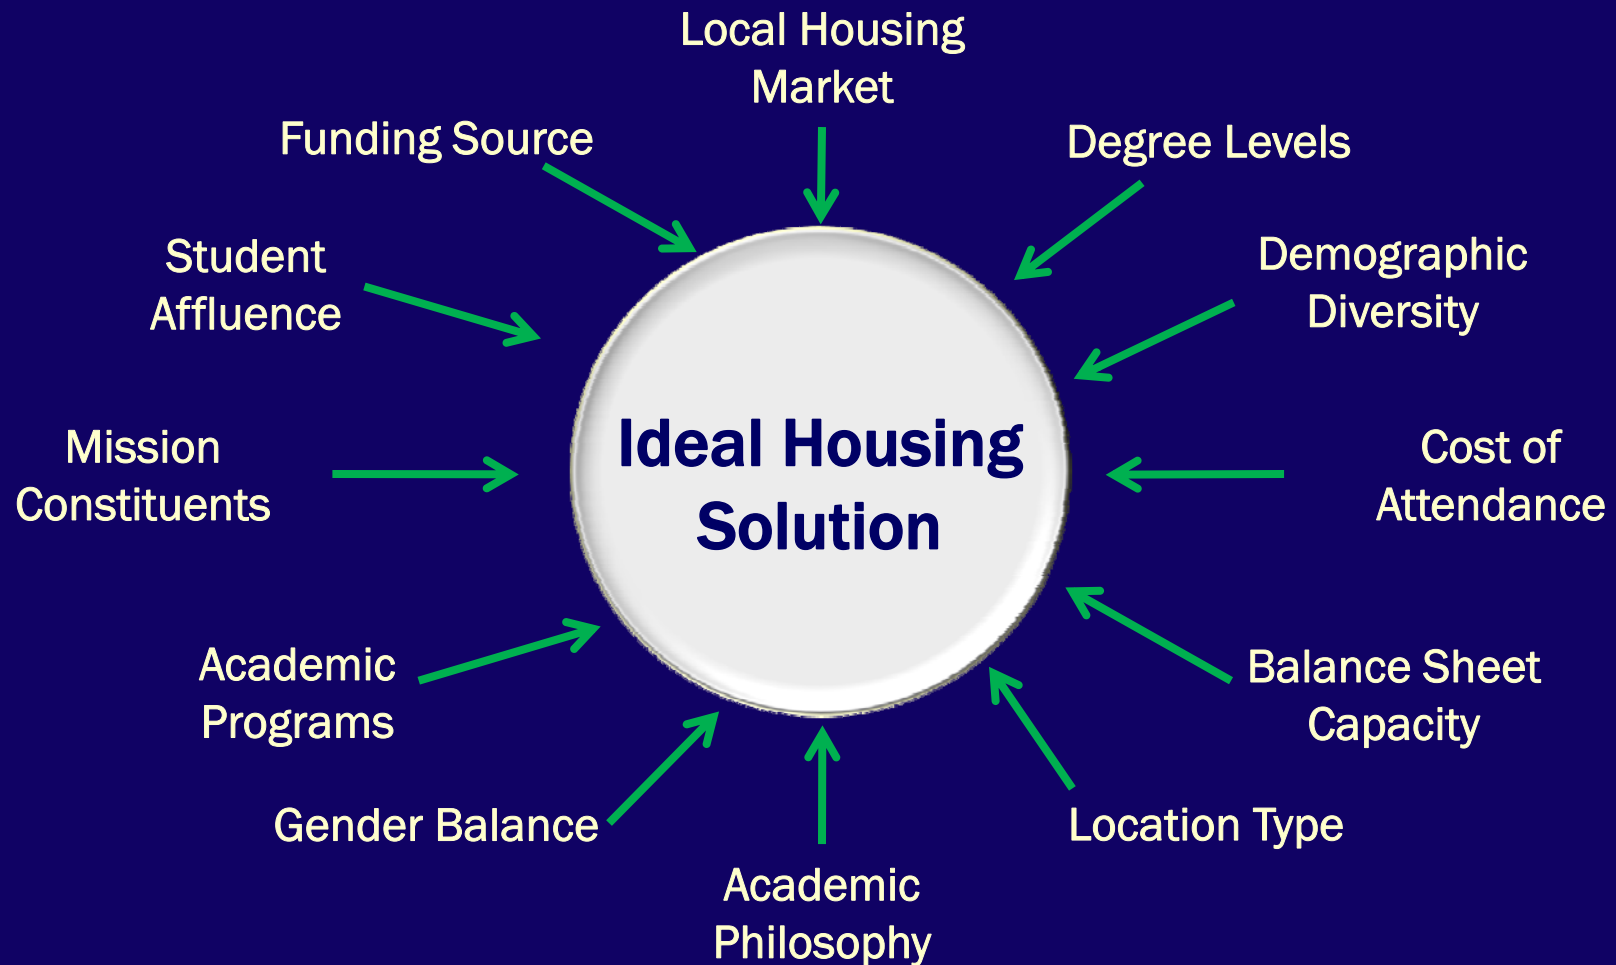 Local Housing
Market
Funding Source
Degree Levels
Student
Affluence
Demographic
Diversity
Mission
Constituents
Ideal Housing
Solution
Cost of
Attendance
Academic
Programs
Balance Sheet
Capacity
Gender Balance
Location Type
Academic
Philosophy